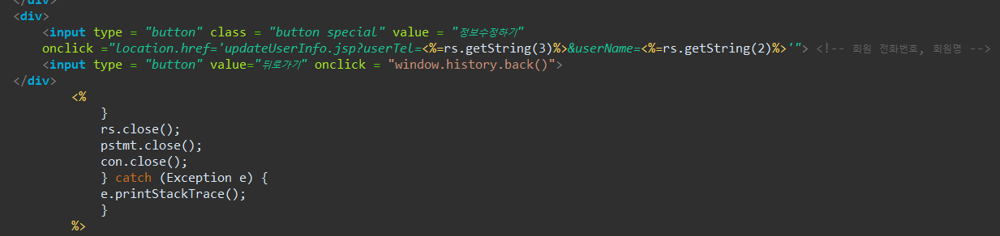 </div>
<div>
<input type = "button" class = "button special" value = "정보수정하기"
onclick ="location.href='updateUserInfo.jsp?userTel=<%=rs.getString(3)%>&userName=<%=rs.getString(2)%>'"> <!-- 회원 전화번호, 회원명 -->
<input type = "button" value="뒤로가기" onclick = "window.history.back()">
</div>
<%
}
rs.close();
pstmt.close();
con.close();
} catch (Exception e) {
e.printStackTrace();
}
%>